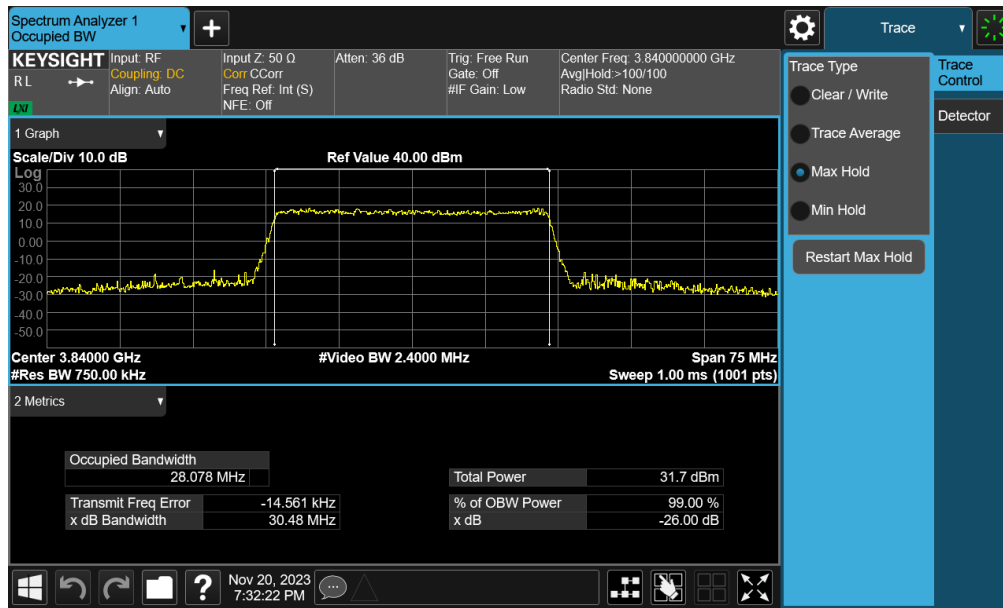 Spectrum Analyzer 1
Occupied BW
+
Trace
KEYSIGHT
R L
LXI
Input: RF
Coupling: DC
Align: Auto
Input Z: 50 Ω
Corr CCorr
Freq Ref: Int (S)
NFE: Off
Atten: 36 dB
Trig: Free Run
Gate: Off
#IF Gain: Low
Center Freq: 3.840000000 GHz
Avg|Hold:>100/100
Radio Std: None
Trace Type
Clear / Write
Trace Average
Max Hold
Min Hold
Restart Max Hold
Trace
Control
Detector
1 Graph
Scale/Div 10.0 dB
Ref Value 40.00 dBm
Log
30.0
20.0
10.0
0.00
-10.0
-20.0
-30.0
-40.0
-50.0
Center 3.84000 GHz
#Video BW 2.4000 MHz
Span 75 MHz
#Res BW 750.00 kHz
Sweep 1.00 ms (1001 pts)
2 Metrics
Occupied Bandwidth
28.078 MHz
Total Power 31.7 dBm
Transmit Freq Error -14.561 kHz
% of OBW Power 99.00 %
x dB Bandwidth 30.48 MHz
x dB -26.00 dB
?
Nov 20, 2023
7:32:22 PM